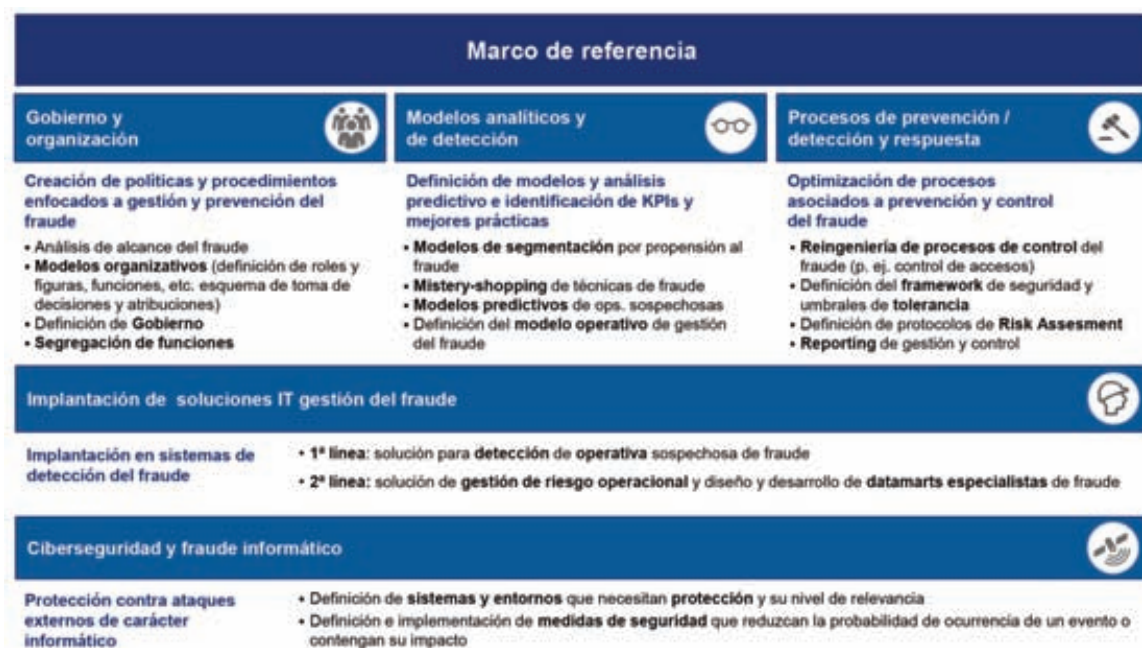 Marco de referencia
Gobierno y
organización
Creación de políticas y procedimientos
enfocados a gestión y prevención del
fraude
• Análisis de alcance del fraude
• Modelos organizativos (definición de roles y
figuras, funciones, etc. esquema de toma de
decisiones y atribuciones)
• Definición de Gobierno
• Segregación de funciones
Modelos analíticos y
de detección
Definición de modelos y análisis
predictivo e identificación de KPIs y
mejores prácticas
• Modelos de segmentación por propensión al
fraude
• Mistery-shopping de técnicas de fraude
• Modelos predictivos de ops. sospechosas
• Definición del modelo operativo de gestión
del fraude
Procesos de prevención /
detección y respuesta
Optimización de procesos
asociados a prevención y control
del fraude
• Reingeniería de procesos de control del
fraude (p. ej. control de accesos)
• Definición del framework de seguridad y
umbrales de tolerancia
• Definición de protocolos de Risk Assesment
• Reporting de gestión y control
Implantación de soluciones IT gestión del fraude
Implantación en sistemas de
detección del fraude
• 1ª línea: solución para detección de operativa sospechosa de fraude
• 2ª línea: solución de gestión de riesgo operacional y diseño y desarrollo de datamarts especialistas de fraude
Ciberseguridad y fraude informático
Protección contra ataques
externos de carácter
informático
• Definición de sistemas y entornos que necesitan protección y su nivel de relevancia
• Definición e implementación de medidas de seguridad que reduzcan la probabilidad de ocurrencia de un evento o
contengan su impacto